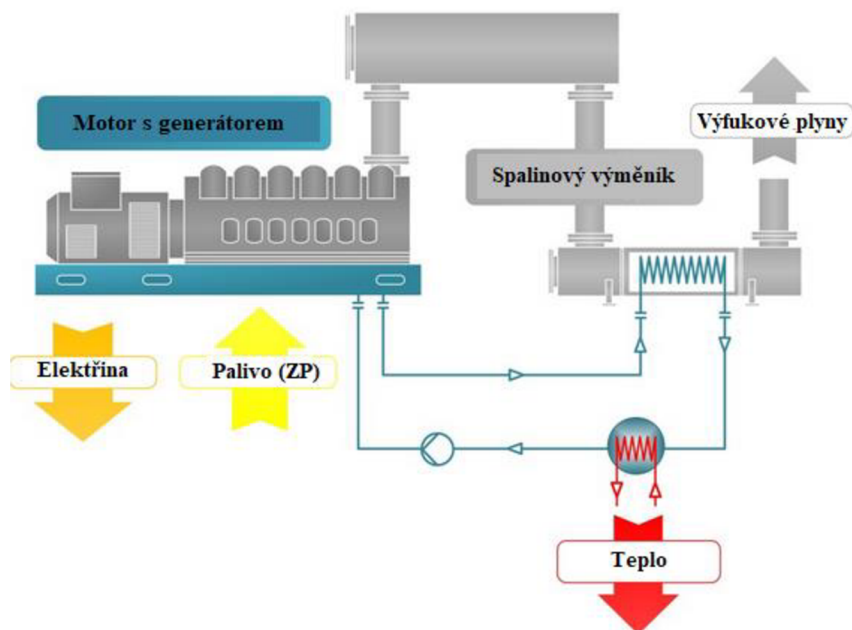 Motor s generátorem
Výfukové plyny
Spalinový výměník
Elektřina
Palivo (ZP)
Teplo